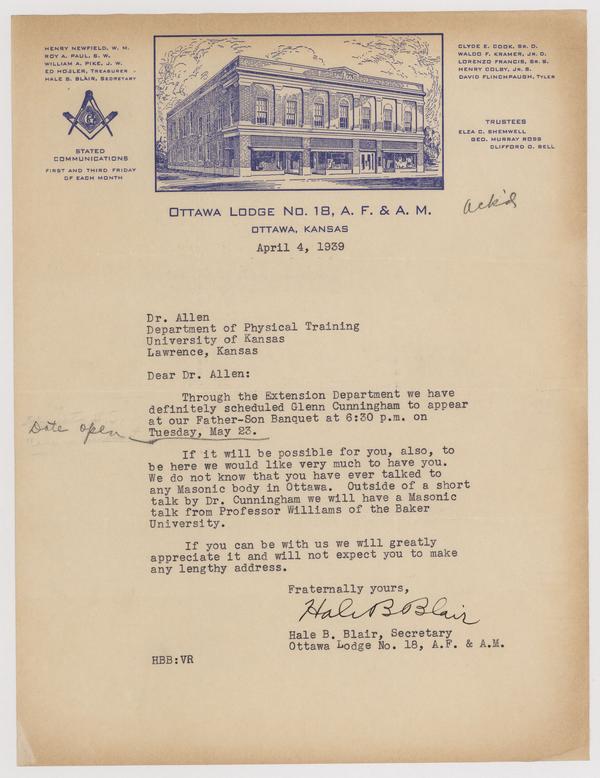 HENRY NEWFIELD, W. M.
ROY A. PAUL, S. W.
WILLIAM A. PIKE, J. W.
ED HOSLER, TREASURER
HALE B. BLAIR, SECRETARY
G
STATED
COMMUNICATIONS
FIRST AND THIRD FRIDAY
OF EACH MONTH
CLYDE E. COOK, SR. D.
WALDO F. KRAMER, JR. D.
LORENZO FRANCIS, SR. S.
HENRY COLBY, JR. S.
DAVID FLINCHPAUGH, TYLER
TRUSTEES
ELZA C. SHEMWELL
GEO. MURRAY ROSS
CLIFFORD O. BELL
OTTAWA LODGE NO. 18, A. F. & A. M.
OTTAWA, KANSAS
Ack'd
April 4, 1939
Dr. Allen
Department of Physical Training
University of Kansas
Lawrence, Kansas
Dear Dr. Allen:
Through the Extension Department we have
definitely scheduled Glenn Cunningham to appear
at our Father-Son Banquet at 6:30 p.m. on
Date open
Tuesday, May 23.
If it will be possible for you, also, to
be here we would like very much to have you.
We do not know that you have ever talked to
any Masonic body in Ottawa.  Outside of a short
talk by Dr. Cunningham we will have a Masonic
talk from Professor Williams of the Baker
University.
If you can be with us we will greatly
appreciate it and will not expect you to make
any lengthy address.
Fraternally yours,
Hale B Blair
Hale B. Blair, Secretary
Ottawa Lodge No. 18, A.F. & A.M.
HBB:VR